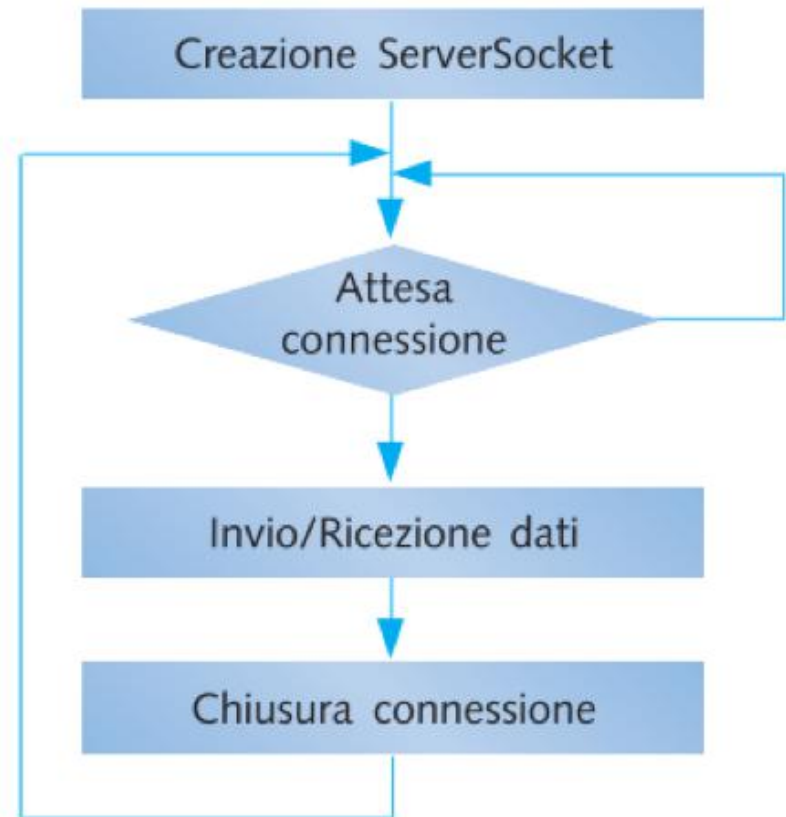 Creazione ServerSocket
Attesa
connessione
Invio/Ricezione dati
Chiusura connessione